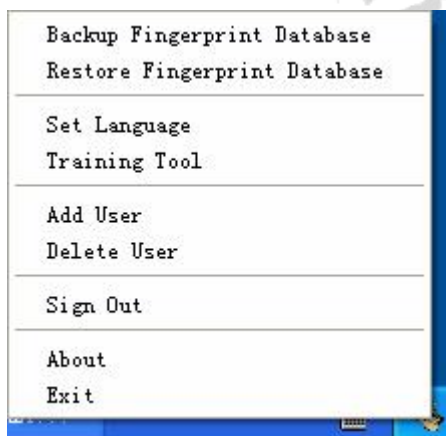 Backup Fingerprint Database
Restore Fingerprint Database
Set Language
Training Tool
Add User
Delete User
Sign Out
About
Exit